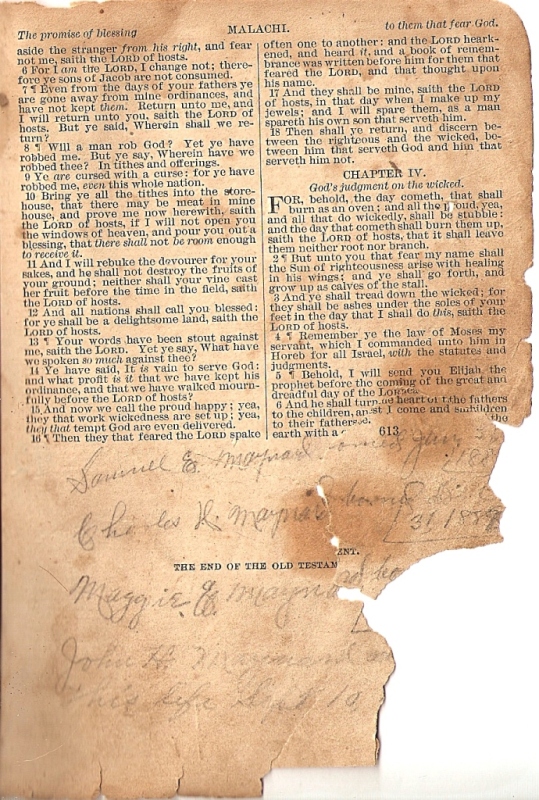 The promise of blessing
MALACHI.
to them that fear God.
aside the stranger from his right, and fear
not me, saith the LORD of hosts.
6 For I am the LORD, I change not; there-
fore ye sons of Jacob are not consumed.
7 ¶ Even from the days of your fathers ye
are gone away from mine ordinances, and
have not kept them. Return unto me, and
I will return unto you, saith the LORD of
hosts. But ye said, Wherein shall we re-
turn?
8 ¶ Will a man rob God? Yet ye have
robbed me. But ye say, Wherein have we
robbed thee? In tithes and offerings.
9 Ye are cursed with a curse: for ye have
robbed me, even this whole nation.
10 Bring ye all the tithes into the store-
house, that there may be meat in mine
house, and prove me now herewith, saith
the LORD of hosts, if I will not open you
the windows of heaven, and pour you out a
blessing, that there shall not be room enough
to receive it.
11 And I will rebuke the devourer for your
sakes, and he shall not destroy the fruits of
your ground; neither shall your vine cast
her fruit before the time in the field, saith
the LORD of hosts.
12 And all nations shall call you blessed:
for ye shall be a delightsome land, saith the
LORD of hosts.
13 ¶ Your words have been stout against
me, saith the LORD. Yet ye say, What have
we spoken so much against thee?
14 Ye have said, It is vain to serve God:
and what profit is it that we have kept his
ordinance, and that we have walked mourn-
fully before the LORD of hosts?
15 And now we call the proud happy; yea,
they that work wickedness are set up; yea,
they that tempt God are even delivered.
16 ¶ Then they that feared the LORD spake
often one to another: and the LORD heark-
ened, and heard it, and a book of remem-
brance was written before him for them that
feared the LORD, and that thought upon
his name.
17 And they shall be mine, saith the LORD
of hosts, in that day when I make up my
jewels; and I will spare them, as a man
spareth his own son that serveth him.
18 Then shall ye return, and discern be-
tween the righteous and the wicked, be-
tween him that serveth God and him that
serveth him not.
CHAPTER IV.
God's judgment on the wicked.
FOR, behold, the day cometh, that shall
burn as an oven; and all the oud, yea,
and all that do wickedly, shall be stubble:
and the day that cometh shall burn them up,
saith the LORD of hosts, that it shall leave
them neither root nor branch.
2 ¶ But unto you that fear my name shall
the Sun of righteousness arise with healing
in his wings; and ye shall go forth, and
grow up as calves of the stall.
3 And ye shall tread down the wicked; for
they shall be ashes under the soles of your
feet in the day that I shall do this, saith the
LORD of hosts.
4 ¶ Remember ye the law of Moses my
servant, which I commanded unto him in
Horeb for all Israel, with the statutes and
judgments.
5 ¶ Behold, I will send you Elijah the
prophet before the coming of the great and
dreadful day of the
6 And he shall turn heart of the fathers
to the children, st I come and
to their fathers
earth with a
613
Samuel E Maynard
Charles R Maynard
31 18
ENT.
THE END OF THE OLD TESTAM
Maggie E Maynard
John H Maynard
this life Sept 10